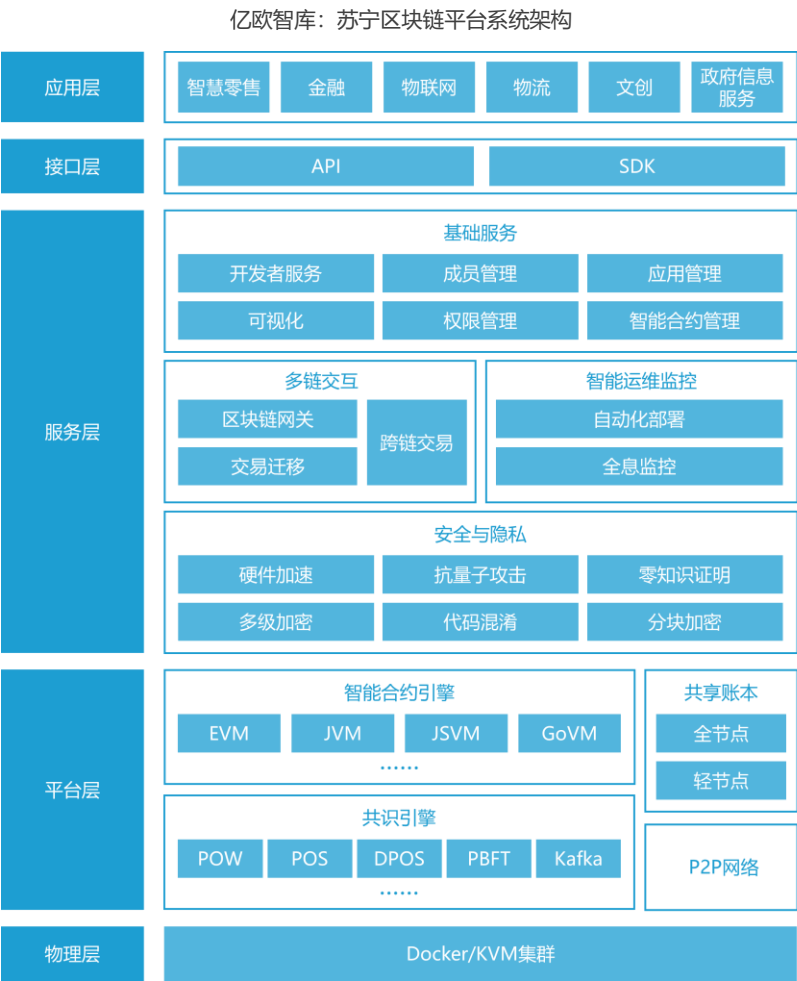 亿欧智库：苏宁区块链平台系统架构
应用层
智慧零售
金融
物联网
物流
文创
政府信息
服务
接口层
API
SDK
服务层
基础服务
开发者服务
成员管理
应用管理
可视化
权限管理
智能合约管理
多链交互
区块链网关
交易迁移
跨链交易
智能运维监控
自动化部署
全息监控
安全与隐私
硬件加速
抗量子攻击
零知识证明
多级加密
代码混淆
分块加密
平台层
智能合约引擎
EVM
JVM
JSVM
GoVM
······
共识引擎
POW
POS
DPOS
PBFT
Kafka
······
共享账本
全节点
轻节点
P2P网络
物理层
Docker/KVM集群